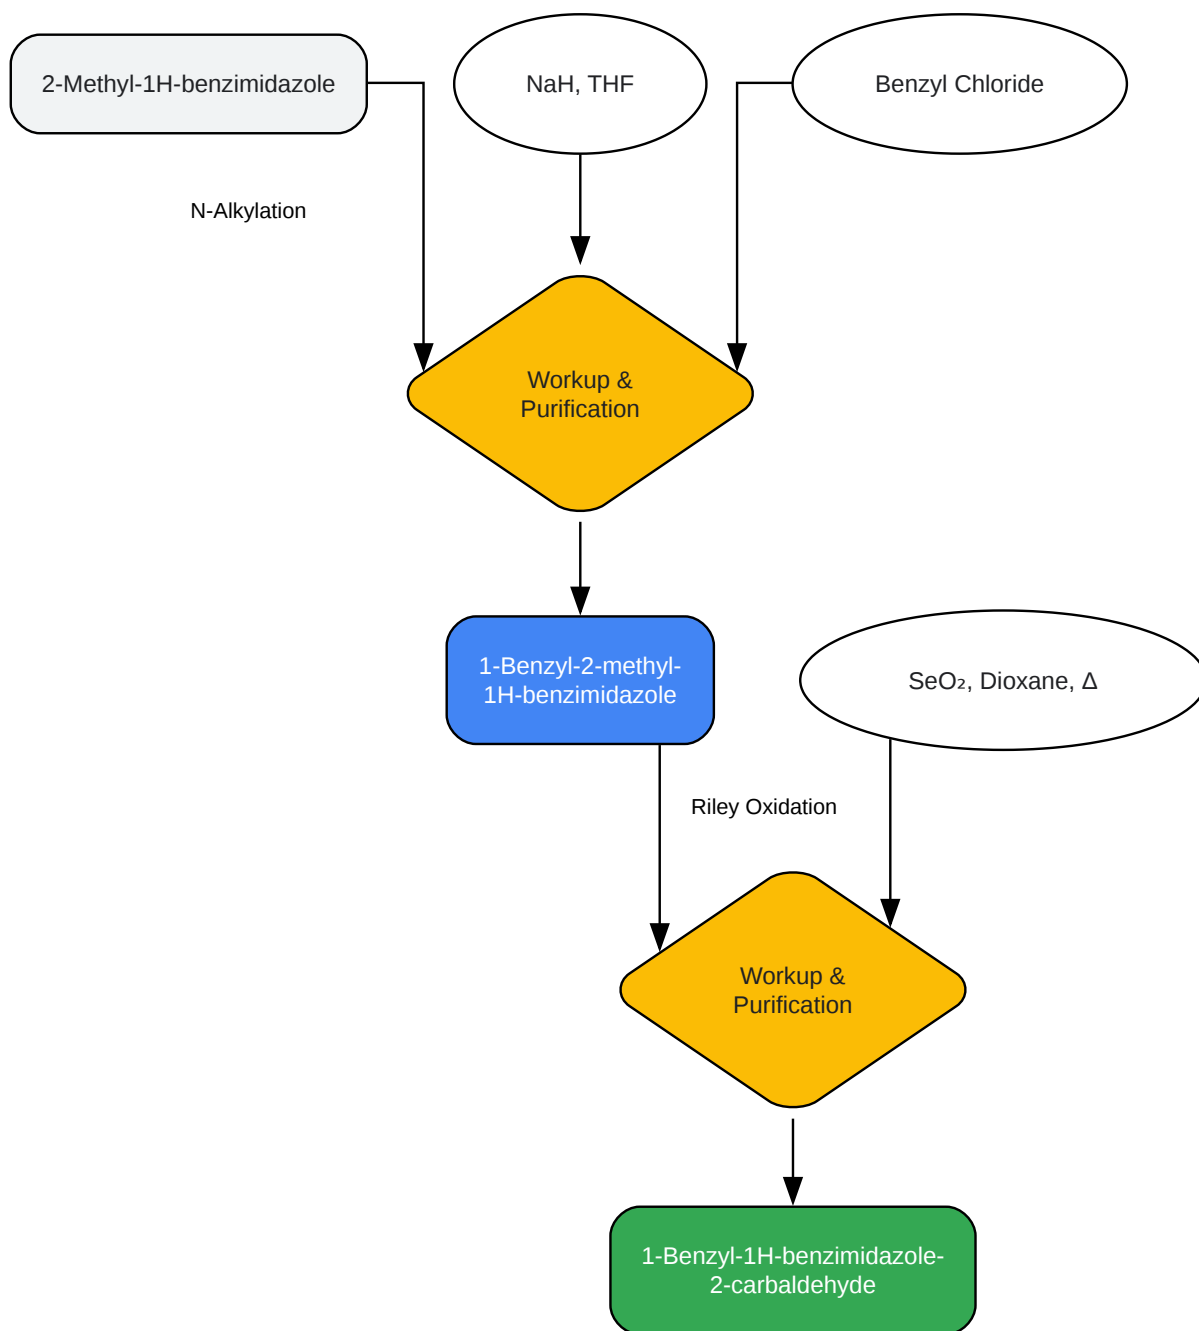 2-Methyl-1H-benzimidazole
NaH, THF
Benzyl Chloride
N-Alkylation
Workup &
Purification
1-Benzyl-2-methyl-
1H-benzimidazole
SeO₂, Dioxane, Δ
Riley Oxidation
Workup &
Purification
1-Benzyl-1H-benzimidazole-
2-carbaldehyde